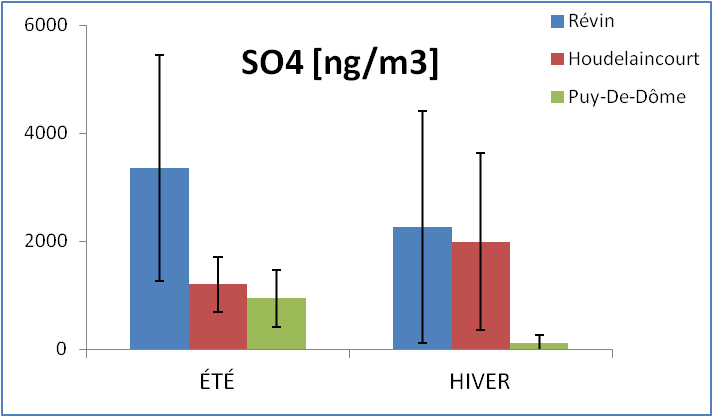 6000
SO4 [ng/m3]
Révin
Houdelaincourt
Puy-De-Dôme
4000
2000
0
ÉTÉ
HIVER